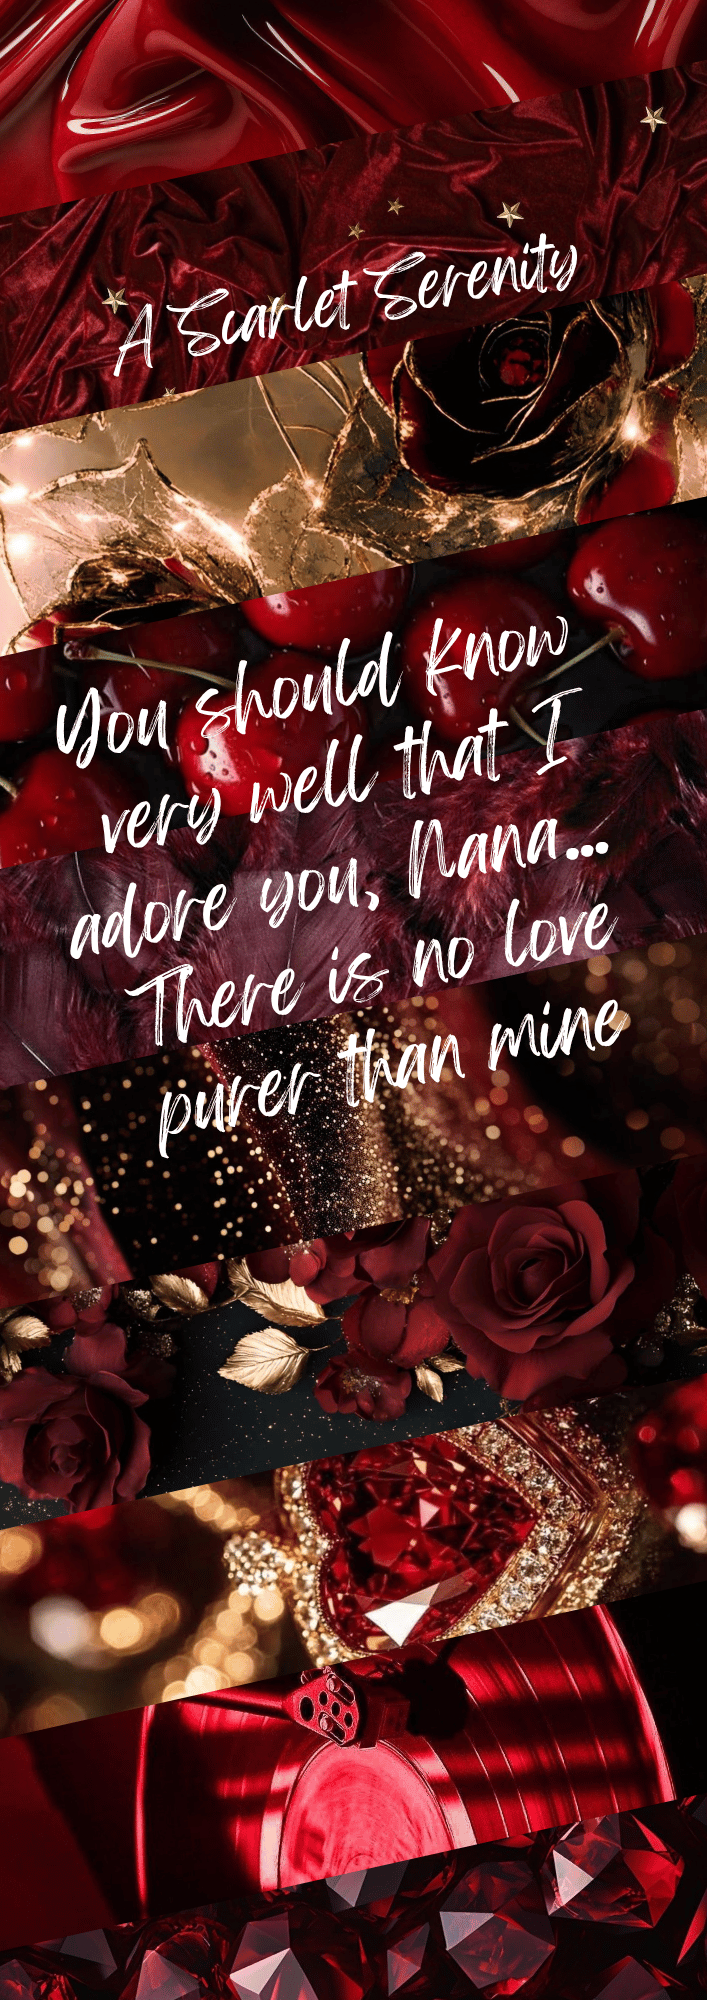 A Scarlet Serenity
You should know
very well that I
adore you, Nana...
There is no love
purer than mine